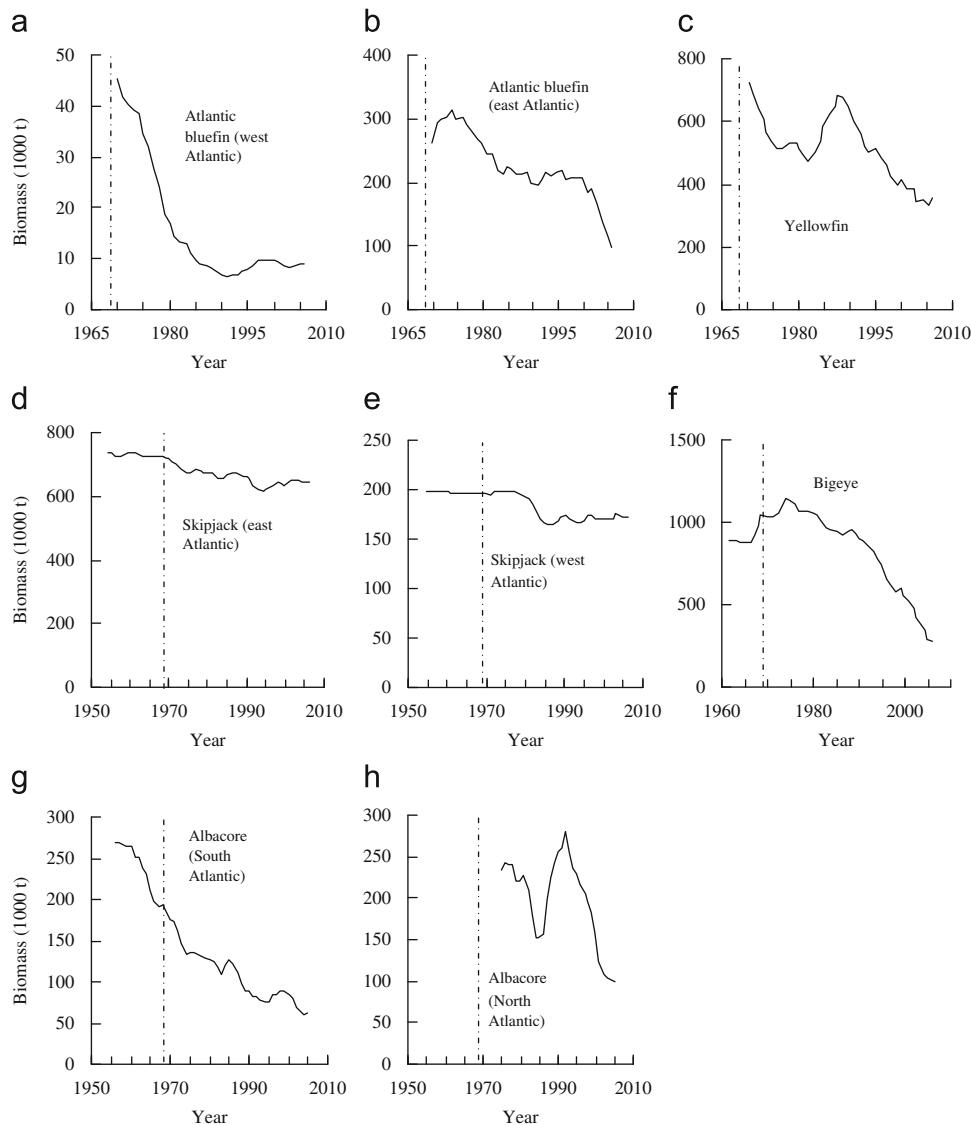 a
50
40
30
20
10
0
Biomass (1000 t)
1965
1980
1995
2010
Year
Atlantic
bluefin (west
Atlantic)
b
400
300
200
100
0
1965
1980
1995
2010
Year
Atlantic bluefin
(east Atlantic)
c
800
600
400
200
0
1965
1980
1995
2010
Year
Yellowfin
d
800
600
400
200
0
Biomass (1000 t)
1950
1970
1990
2010
Year
Skipjack (east
Atlantic)
e
250
200
150
100
50
0
1950
1970
1990
2010
Year
Skipjack (west
Atlantic)
f
1500
1000
500
0
1960
1980
2000
Year
Bigeye
g
300
250
200
150
100
50
0
Biomass (1000 t)
1950
1970
1990
2010
Year
Albacore
(South
Atlantic)
h
300
250
200
150
100
50
0
1950
1970
1990
2010
Year
Albacore
(North
Atlantic)